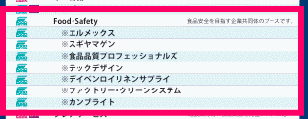 Food-Safety 食品安全を目指す企業共同体のブースです。
※エルメックス
※スギヤマゲン
※食品品質プロフェッショナルズ
※テックデザイン
※デイベンロイリネンサプライ
※ファクトリー・クリーンシステム
※カンブライト